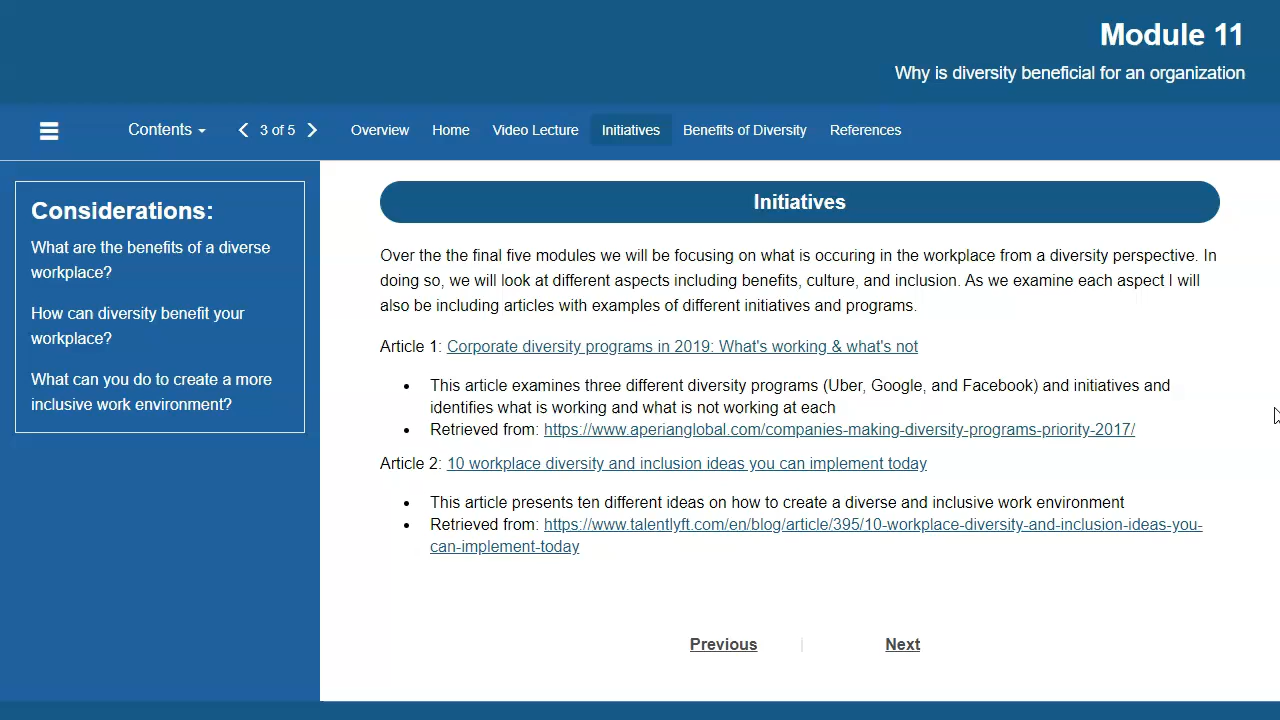 Module 11
Why is diversity beneficial for an organization
Contents
3 of 5
Overview
Home
Video Lecture
Initiatives
Benefits of Diversity
References
Considerations:
What are the benefits of a diverse
workplace?
How can diversity benefit your
workplace?
What can you do to create a more
inclusive work environment?
Initiatives
Over the the final five modules we will be focusing on what is occuring in the workplace from a diversity perspective. In
doing so, we will look at different aspects including benefits, culture, and inclusion. As we examine each aspect I will
also be including articles with examples of different initiatives and programs.
Article 1: Corporate diversity programs in 2019: What's working & what's not
• This article examines three different diversity programs (Uber, Google, and Facebook) and initiatives and
identifies what is working and what is not working at each
• Retrieved from: https://www.aperianglobal.com/companies-making-diversity-programs-priority-2017/
Article 2: 10 workplace diversity and inclusion ideas you can implement today
• This article presents ten different ideas on how to create a diverse and inclusive work environment
• Retrieved from: https://www.talentlyft.com/en/blog/article/395/10-workplace-diversity-and-inclusion-ideas-you-
can-implement-today
Previous | Next